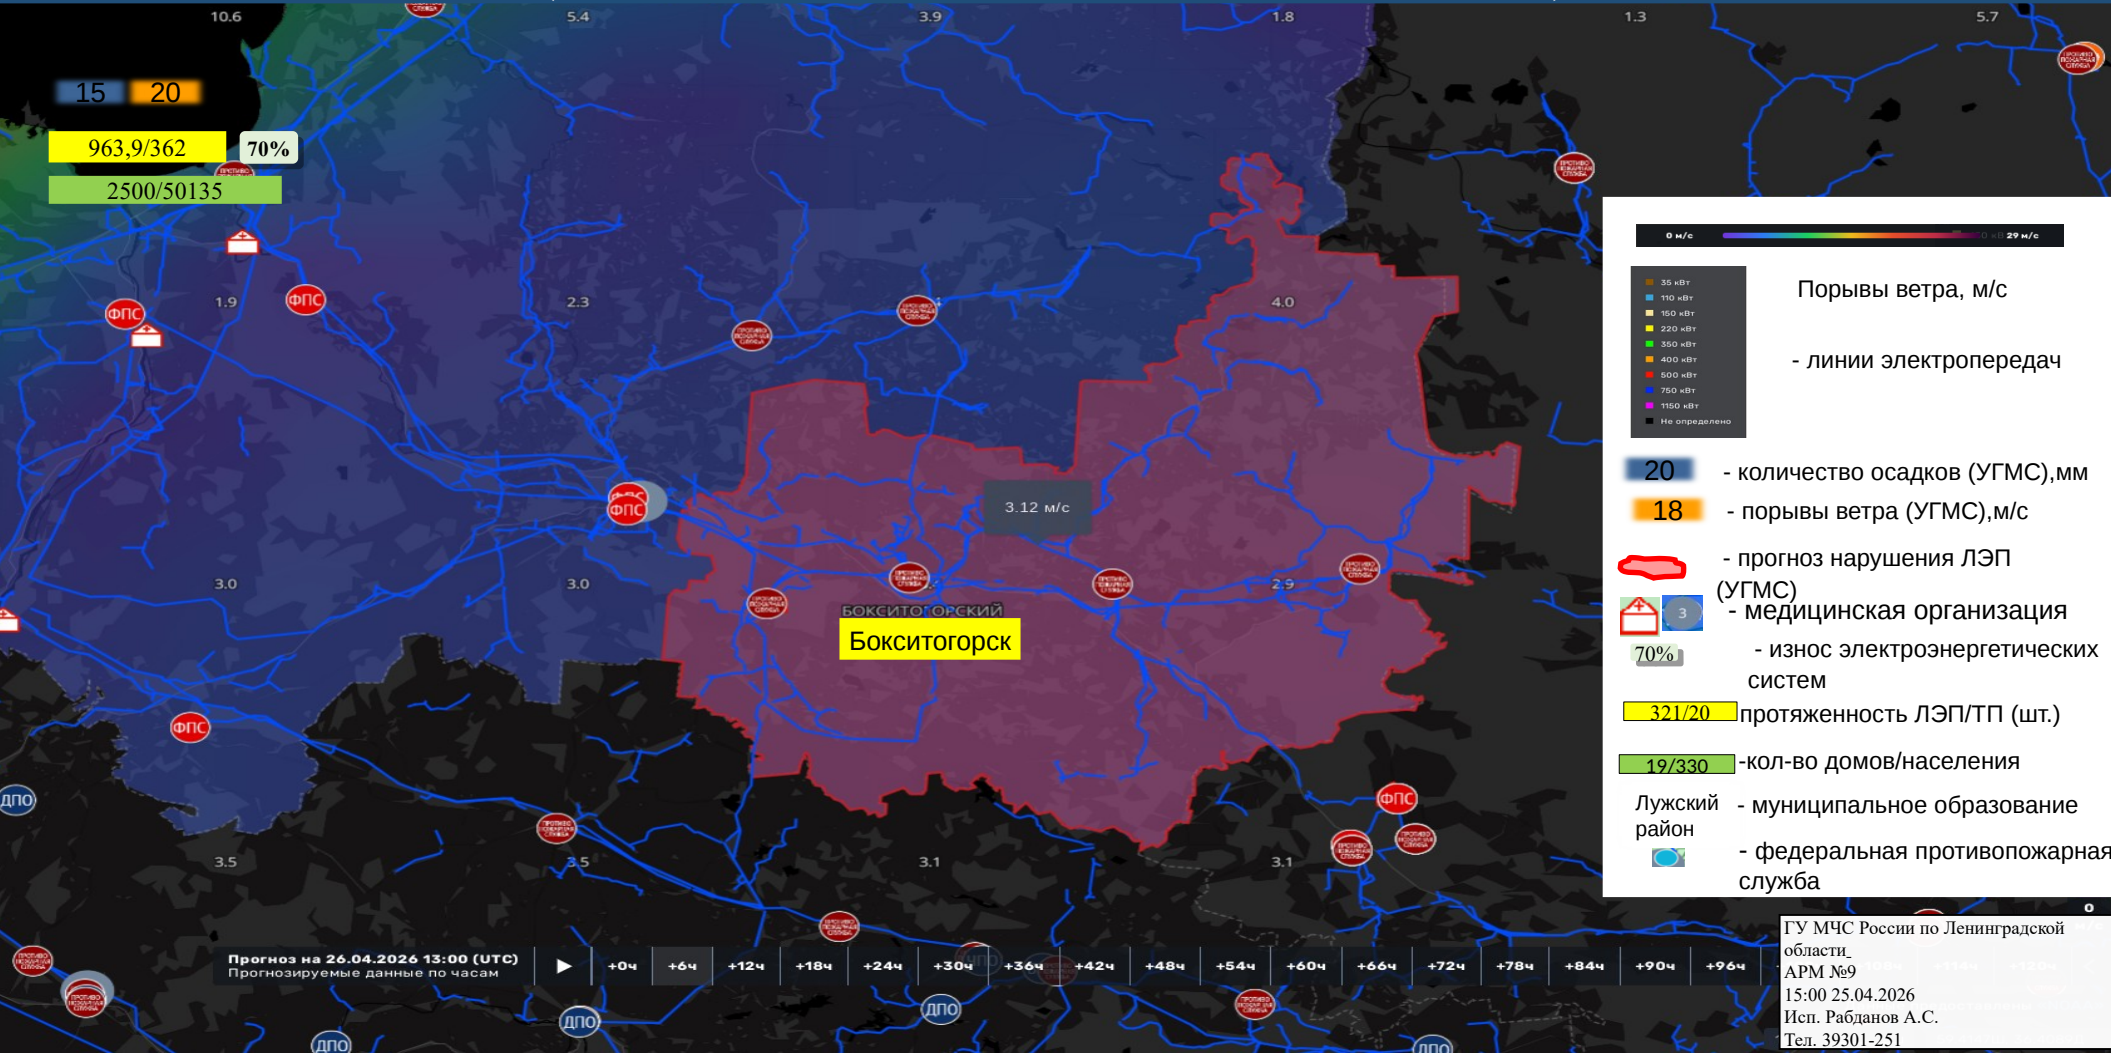 10.6
5.4
3.9
1.8
1.3
5.7
15 20
963,9/362 70%
2500/50135
ФПС
ФПС
1.9
2.3
4.0
ФПС
3.12 м/с
3.0
3.0
2.9
БОКСИТОГОРСКИЙ
Бокситогорск
ФПС
ДПО
ФПС
3.5
3.5
3.1
3.1
0 м/с 29 м/с
Порывы ветра, м/с
35 кВт
110 кВт
150 кВт
220 кВт
350 кВт
400 кВт
500 кВт
750 кВт
1150 кВт
Не определено
- линии электропередач
20 - количество осадков (УГМС),мм
18 - порывы ветра (УГМС),м/с
- прогноз нарушения ЛЭП
(УГМС)
3 - медицинская организация
70% - износ электроэнергетических
систем
321/20 протяженность ЛЭП/ТП (шт.)
19/330 -кол-во домов/населения
Лужский
район
- муниципальное образование
- федеральная противопожарная
служба
0
Прогноз на 26.04.2026 13:00 (UTC)
Прогнозируемые данные по часам
+0ч +6ч +12ч +18ч +24ч +30ч +36ч +42ч +48ч +54ч +60ч +66ч +72ч +78ч +84ч +90ч +96ч
ДПО
ДПО
ДПО
ДПО
ГУ МЧС России по Ленинградской
области_
АРМ №9
15:00 25.04.2026
Исп. Рабданов А.С.
Тел. 39301-251